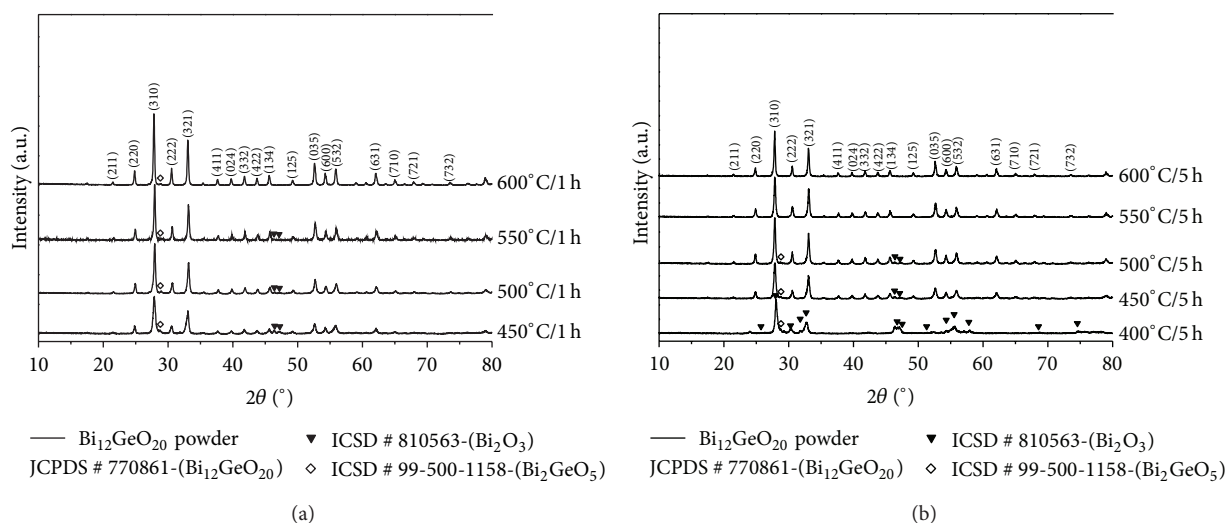 Intensity (a.u.)
(211)
(220)
(310)
(222)
(321)
(411)
(024)
(332)
(422)
(134)
(125)
(035)
(600)
(532)
(631)
(710)
(721)
(732)
600°C/1 h
550°C/1 h
500°C/1 h
450°C/1 h
10 20 30 40 50 60 70 80
2θ (°)
Bi₁₂GeO₂₀ powder
JCPDS # 770861-(Bi₁₂GeO₂₀)
ICSD # 810563-(Bi₂O₃)
ICSD # 99-500-1158-(Bi₂GeO₅)
(a)
Intensity (a.u.)
(211)
(220)
(310)
(222)
(321)
(411)
(024)
(332)
(422)
(134)
(125)
(035)
(600)
(532)
(631)
(710)
(721)
(732)
600°C/5 h
550°C/5 h
500°C/5 h
450°C/5 h
400°C/5 h
10 20 30 40 50 60 70 80
2θ (°)
Bi₁₂GeO₂₀ powder
JCPDS # 770861-(Bi₁₂GeO₂₀)
ICSD # 810563-(Bi₂O₃)
ICSD # 99-500-1158-(Bi₂GeO₅)
(b)